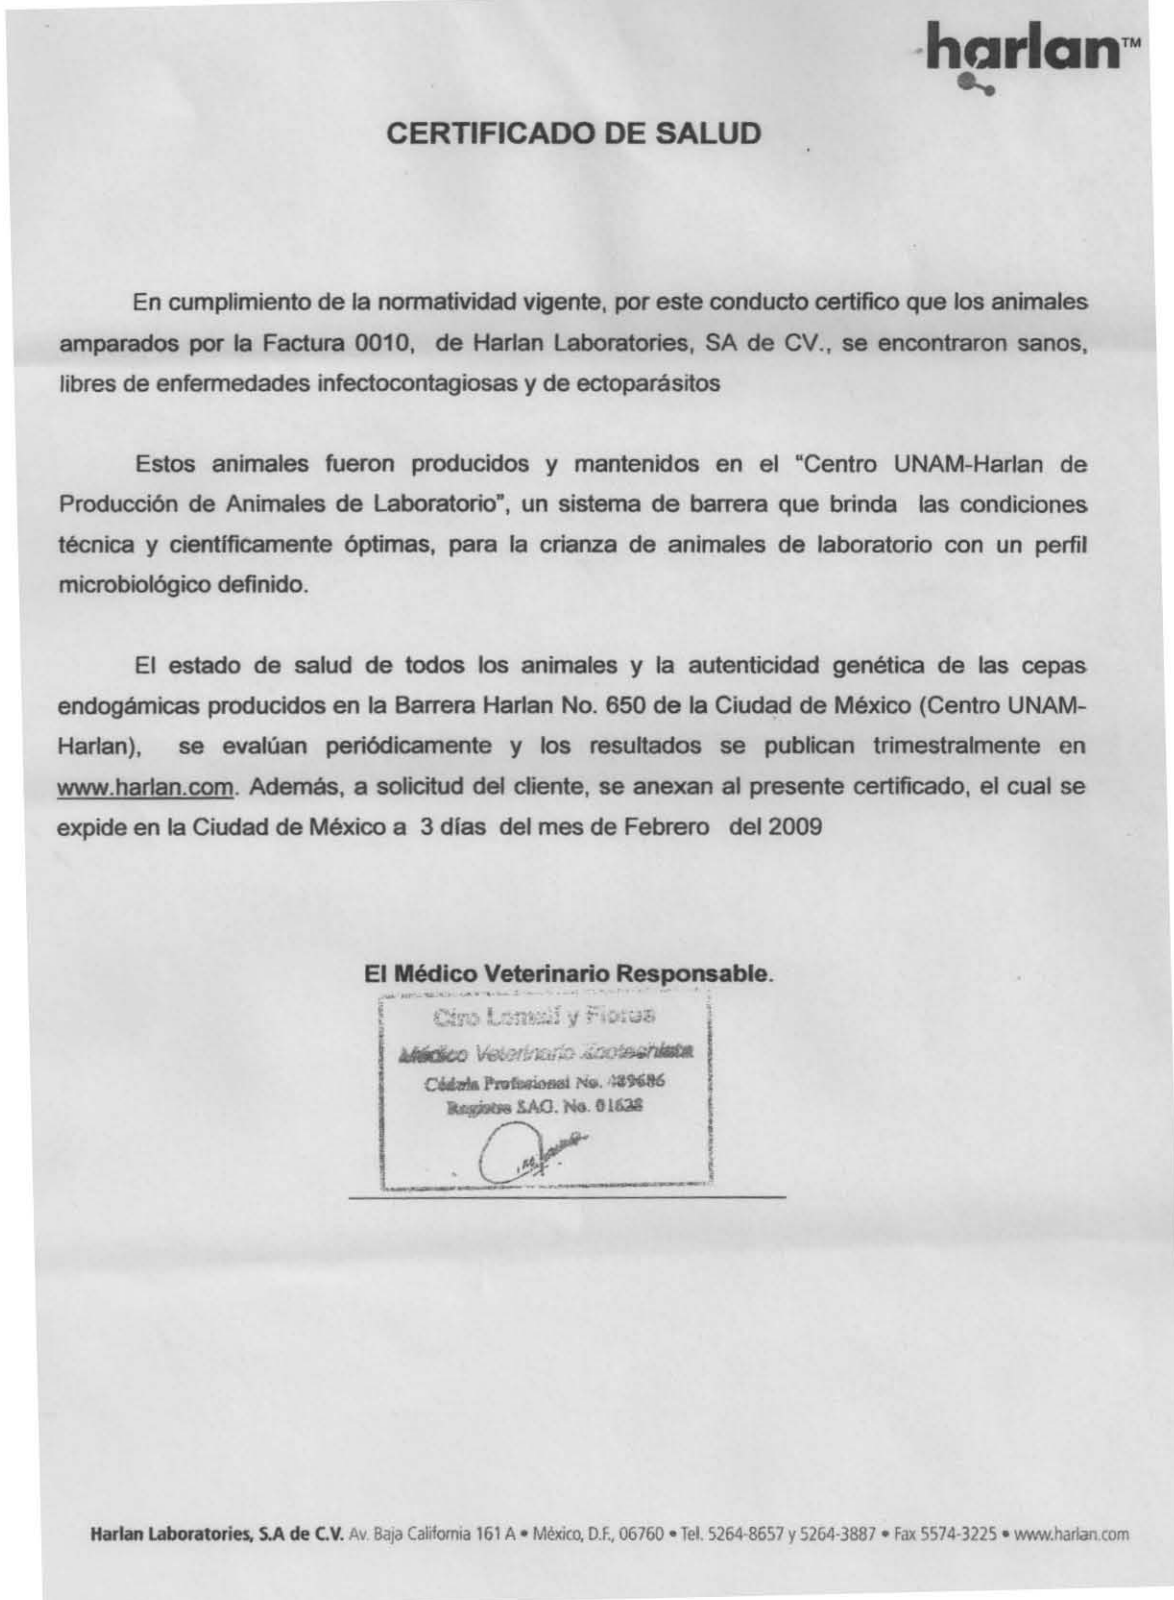 harlan™
CERTIFICADO DE SALUD
En cumplimiento de la normatividad vigente, por este conducto certifico que los animales
amparados por la Factura 0010, de Harlan Laboratories, SA de CV., se encontraron sanos,
libres de enfermedades infectocontagiosas y de ectoparásitos
Estos animales fueron producidos y mantenidos en el “Centro UNAM-Harlan de
Producción de Animales de Laboratorio”, un sistema de barrera que brinda las condiciones
técnica y científicamente óptimas, para la crianza de animales de laboratorio con un perfil
microbiológico definido.
El estado de salud de todos los animales y la autenticidad genética de las cepas
endogámicas producidos en la Barrera Harlan No. 650 de la Ciudad de México (Centro UNAM-
Harlan), se evalúan periódicamente y los resultados se publican trimestralmente en
www.harlan.com. Además, a solicitud del cliente, se anexan al presente certificado, el cual se
expide en la Ciudad de México a 3 días del mes de Febrero del 2009
El Médico Veterinario Responsable.
Ciro Lomelí y Flores
Médico Veterinario Zootechista
Cédula Profesional No. 489686
Registro S.A.G. No. 01628
Harlan Laboratories, S.A de C.V. Av. Baja California 161 A • México, D.F., 06760 • Tel. 5264-8657 y 5264-3887 • Fax 5574-3225 • www.harlan.com